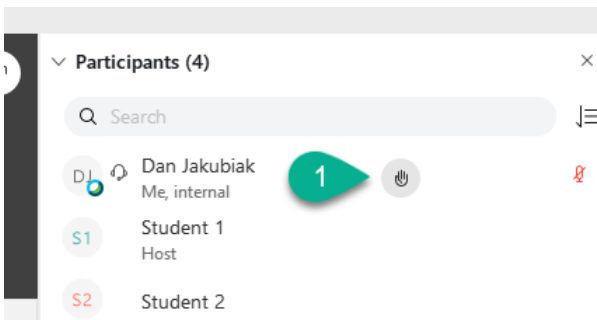 Participants (4)
Search
DJ Dan Jakubiak
Me, internal
1
S1 Student 1
Host
S2 Student 2